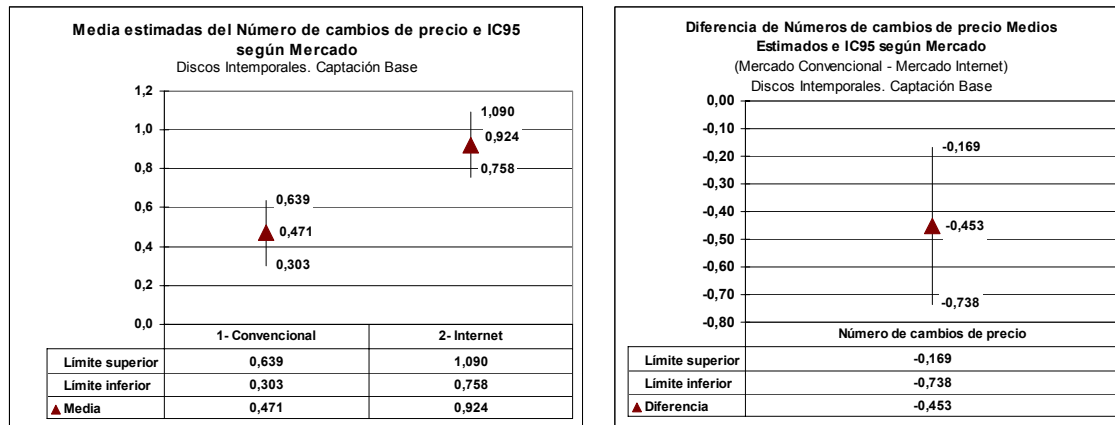 Media estimadas del Número de cambios de precio e IC95
según Mercado
Discos Intemporales. Captación Base
1,2
1,0
0,8
0,6
0,4
0,2
0,0
1,090
0,924
0,758
0,639
0,471
0,303
1- Convencional 2- Internet
Límite superior 0,639 1,090
Límite inferior 0,303 0,758
Media 0,471 0,924
Diferencia de Números de cambios de precio Medios
Estimados e IC95 según Mercado
(Mercado Convencional - Mercado Internet)
Discos Intemporales. Captación Base
0,00
-0,10
-0,20
-0,30
-0,40
-0,50
-0,60
-0,70
-0,80
-0,169
-0,453
-0,738
Número de cambios de precio
Límite superior -0,169
Límite inferior -0,738
Diferencia -0,453